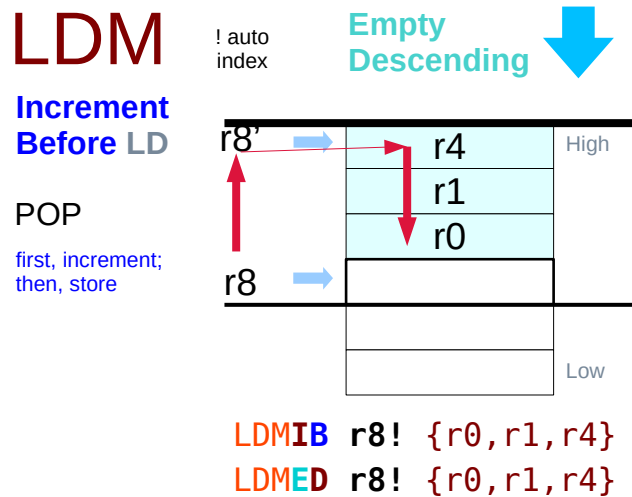 LDM
! auto
index
Empty
Descending
Increment
Before LD
r8'
r4
High
r1
POP
r0
first, increment;
then, store
r8
Low
LDMIB r8! {r0,r1,r4}
LDMED r8! {r0,r1,r4}